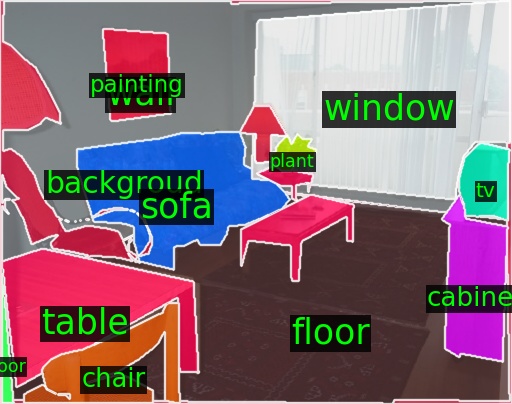 painting
wall
window
plant
backgroud
sofa
tv
cabine
table
floor
oor
chair